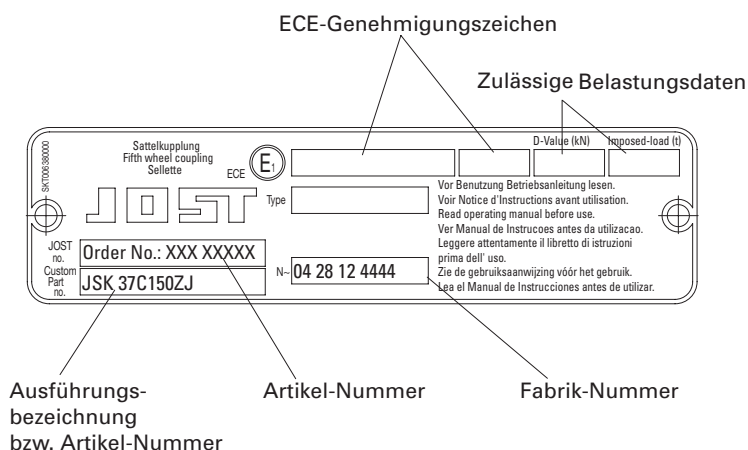 ECE-Genehmigungszeichen
Zulässige Belastungsdaten
SKT006380000
Sattelkupplung
Fifth wheel coupling
Sellette
ECE
E1
D-Value (kN)
Imposed-load (t)
JOST
Type
Vor Benutzung Betriebsanleitung lesen.
Voir Notice d'Instructions avant utilisation.
Read operating manual before use.
Ver Manual de Instrucoes antes da utilizacao.
Leggere attentamente il libretto di istruzioni
prima dell' uso.
Zie de gebruiksaanwijzing vóór het gebruik.
Lea el Manual de Instrucciones antes de utilizar.
JOST
no.
Order No.: XXX XXXXX
Custom
Part
no.
JSK 37C150ZJ
N~
04 28 12 4444
Ausführungs-
bezeichnung
bzw. Artikel-Nummer
Artikel-Nummer
Fabrik-Nummer